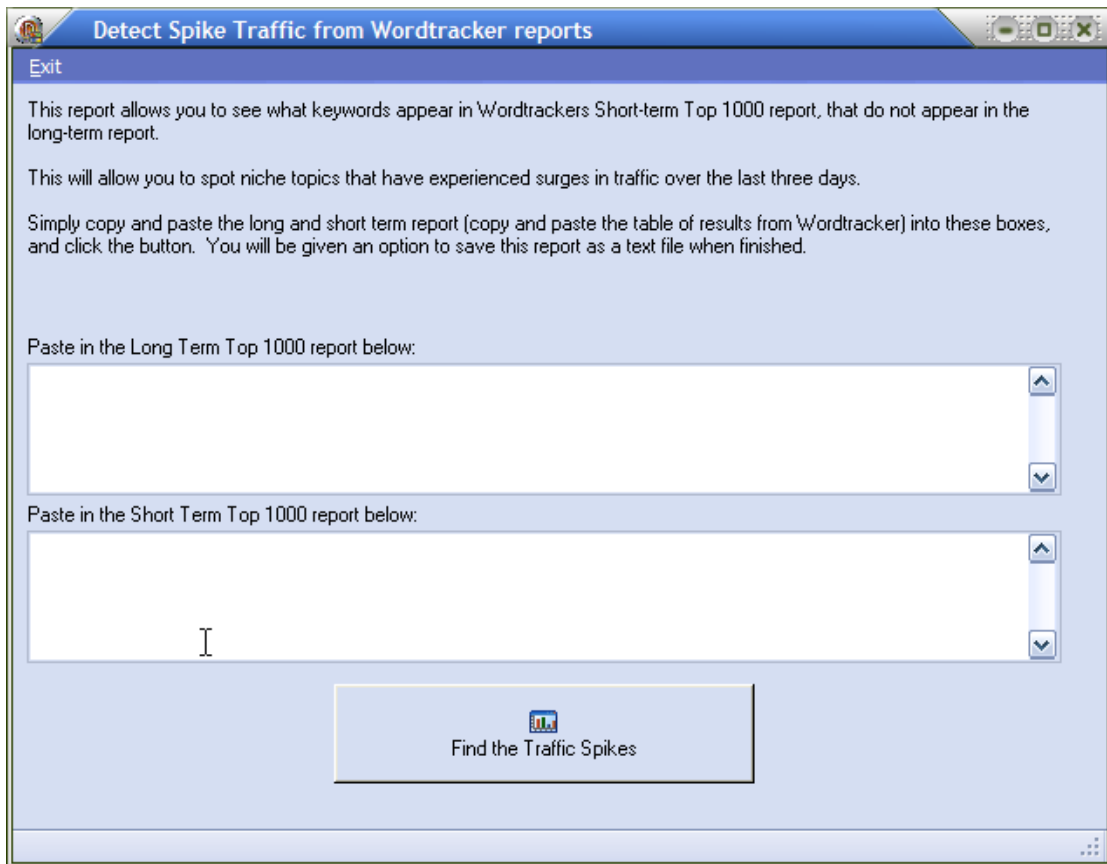 Detect Spike Traffic from Wordtracker reports
Exit
This report allows you to see what keywords appear in Wordtrackers Short-term Top 1000 report, that do not appear in the
long-term report.
This will allow you to spot niche topics that have experienced surges in traffic over the last three days.
Simply copy and paste the long and short term report (copy and paste the table of results from Wordtracker) into these boxes,
and click the button.  You will be given an option to save this report as a text file when finished.
Paste in the Long Term Top 1000 report below:
Paste in the Short Term Top 1000 report below:
Find the Traffic Spikes